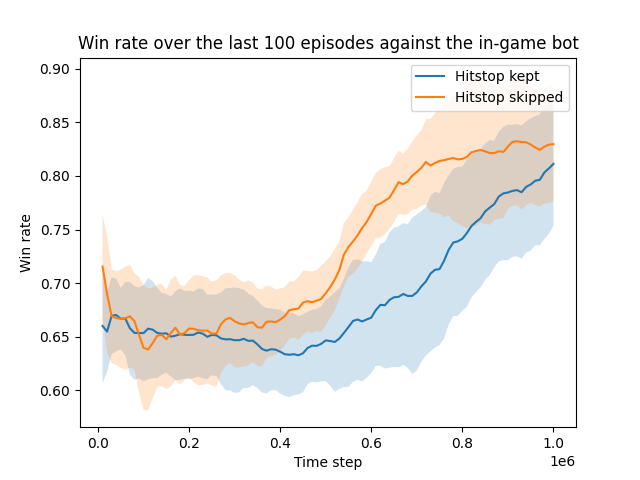 Win rate over the last 100 episodes against the in-game bot
Hitstop kept
Hitstop skipped
Win rate
0.90
0.85
0.80
0.75
0.70
0.65
0.60
0.0 0.2 0.4 0.6 0.8 1.0
1e6
Time step